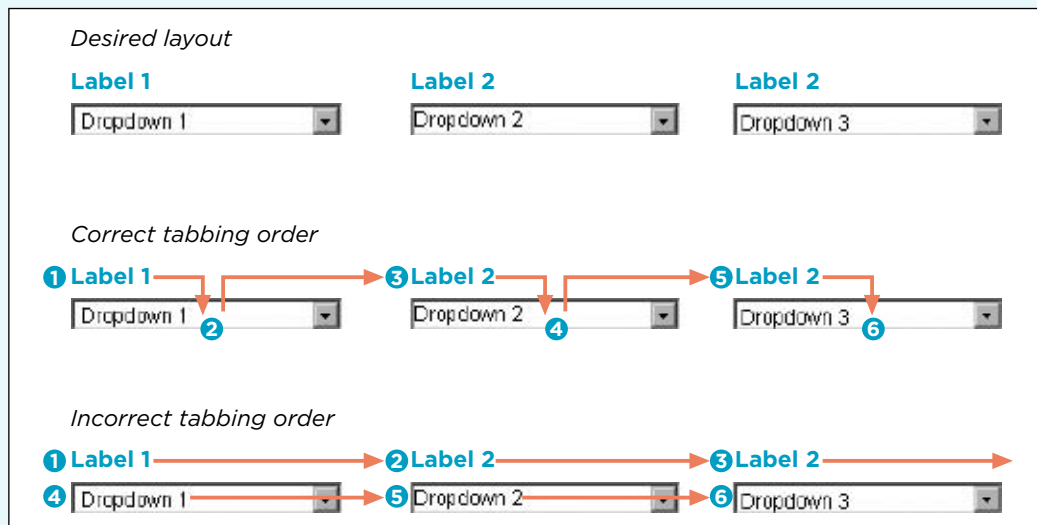 Desired layout
Label 1 Label 2 Label 2
Dropdown 1 Dropdown 2 Dropdown 3
Correct tabbing order
1 Label 1 3 Label 2 5 Label 2
Dropdown 1 2 Dropdown 2 4 Dropdown 3 6
Incorrect tabbing order
1 Label 1 2 Label 2 3 Label 2
4 Dropdown 1 5 Dropdown 2 6 Dropdown 3